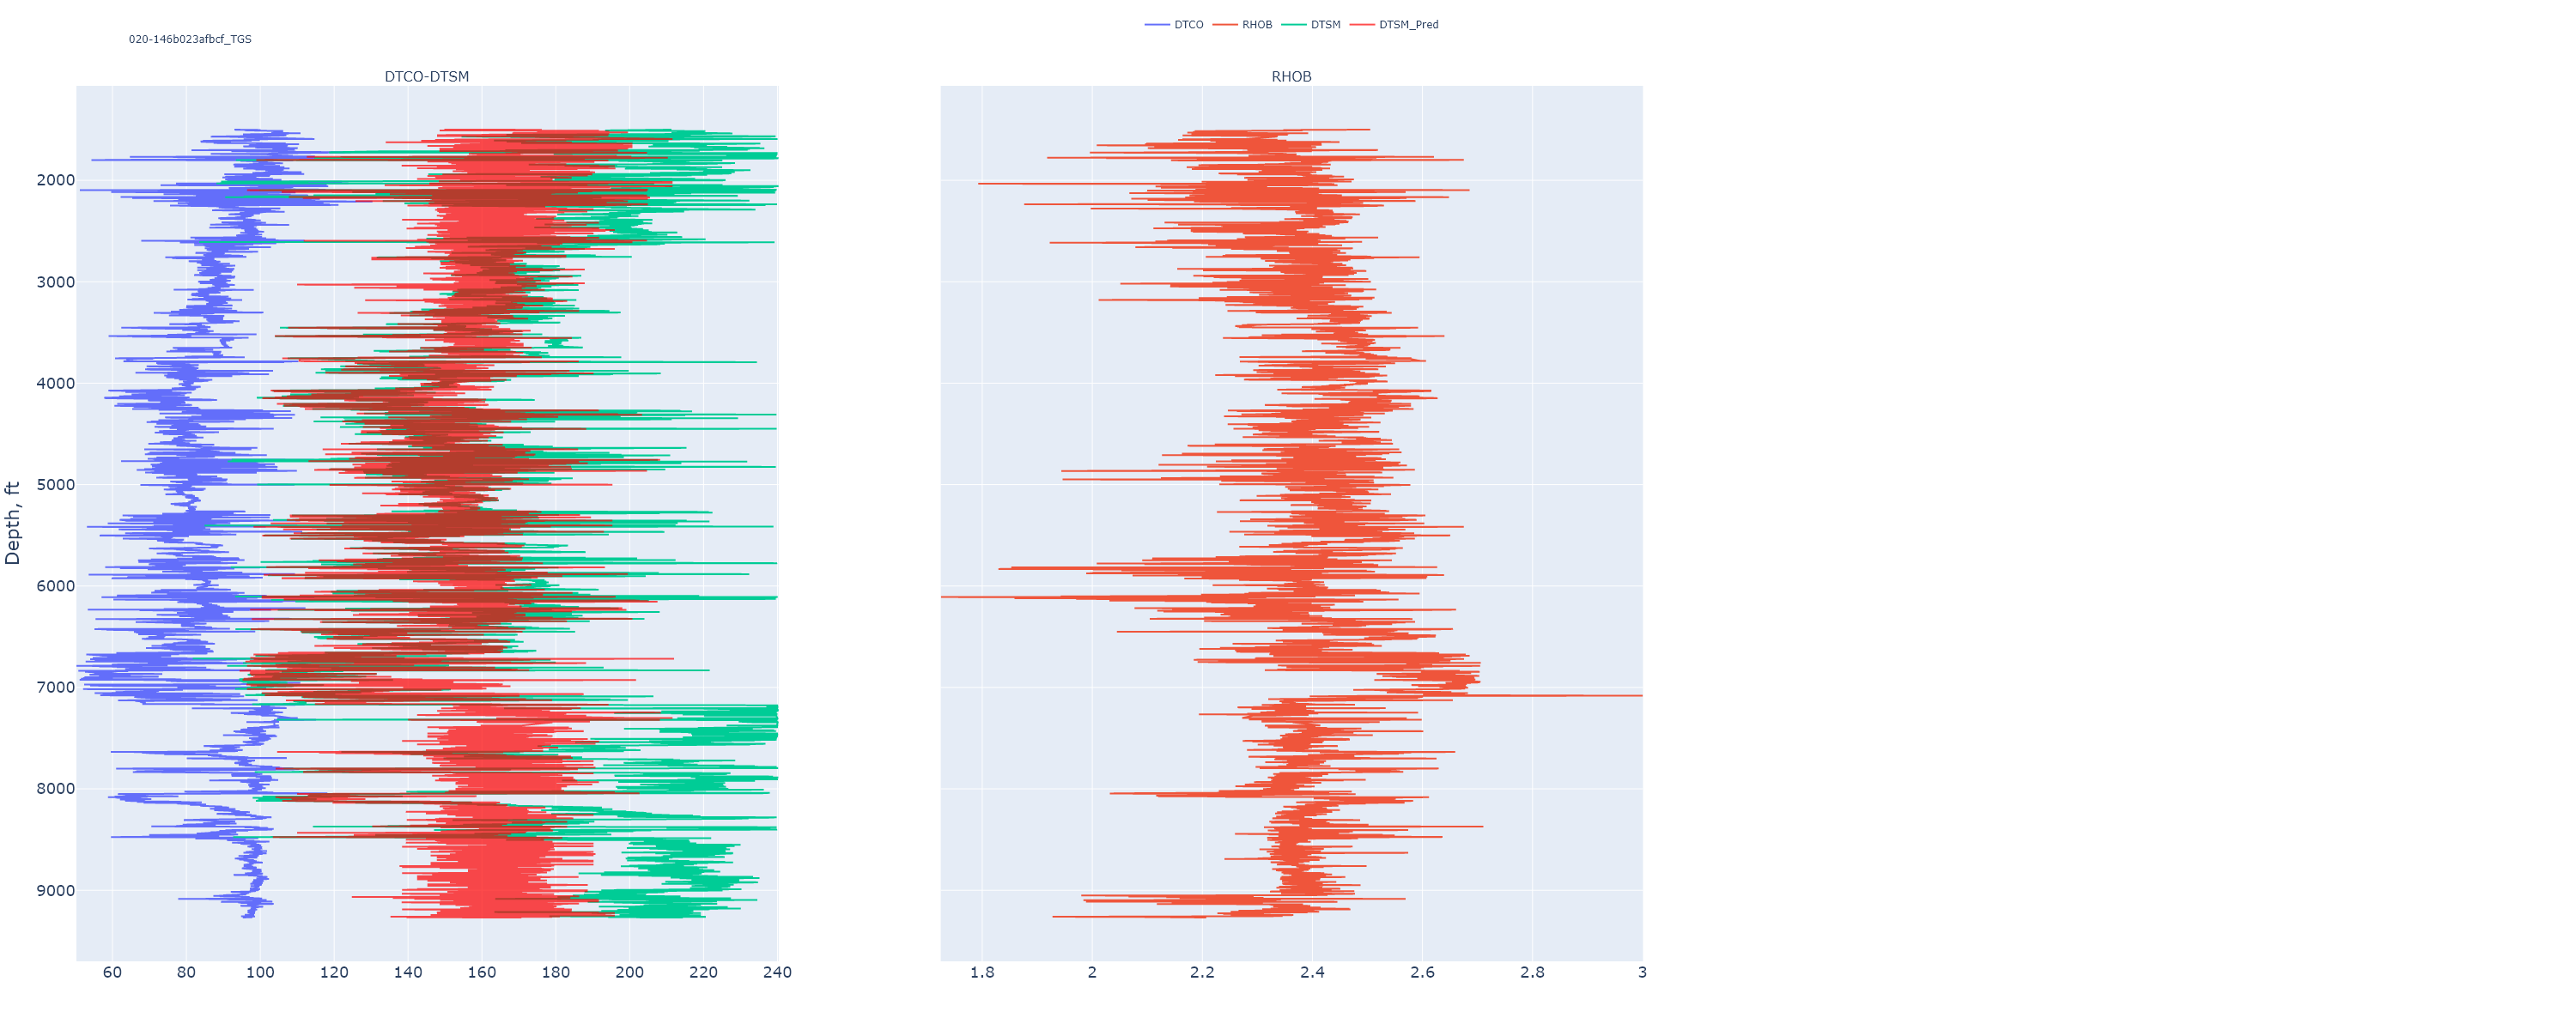 DTCO RHOB DTSM DTSM_Pred
020-146b023afbcf_TGS
DTCO-DTSM
RHOB
2000
3000
4000
5000
6000
7000
8000
9000
Depth, ft
60 80 100 120 140 160 180 200 220 240
1.8 2 2.2 2.4 2.6 2.8 3